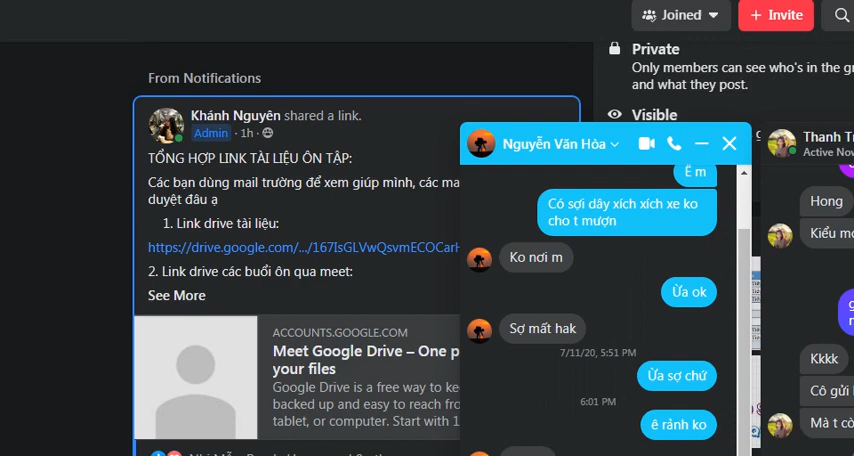 Joined
+ Invite
From Notifications
Khánh Nguyên shared a link.
Admin · 1h ·
TỔNG HỢP LINK TÀI LIỆU ÔN TẬP:
Các bạn dùng mail trường để xem giúp mình, các ma
duyệt đâu ạ
1. Link drive tài liệu:
https://drive.google.com/.../167IsGLVwQsvmECOCarH
2. Link drive các buổi ôn qua meet:
See More
ACCOUNTS.GOOGLE.COM
Meet Google Drive – One p
your files
Google Drive is a free way to ke
backed up and easy to reach fro
tablet, or computer. Start with 1
Private
Only members can see who's in the gr
and what they post.
Visible
Nguyễn Văn Hòa
Ê m
Có sợi dây xích xích xe ko
cho t mượn
Ko nơi m
Ừa ok
Sợ mất hak
7/11/20, 5:51 PM
Ừa sợ chứ
6:01 PM
ê rảnh ko
Thanh Tr
Active Now
Hong
Kiểu mo
Kkkk
Cô gửi
Mà t cò